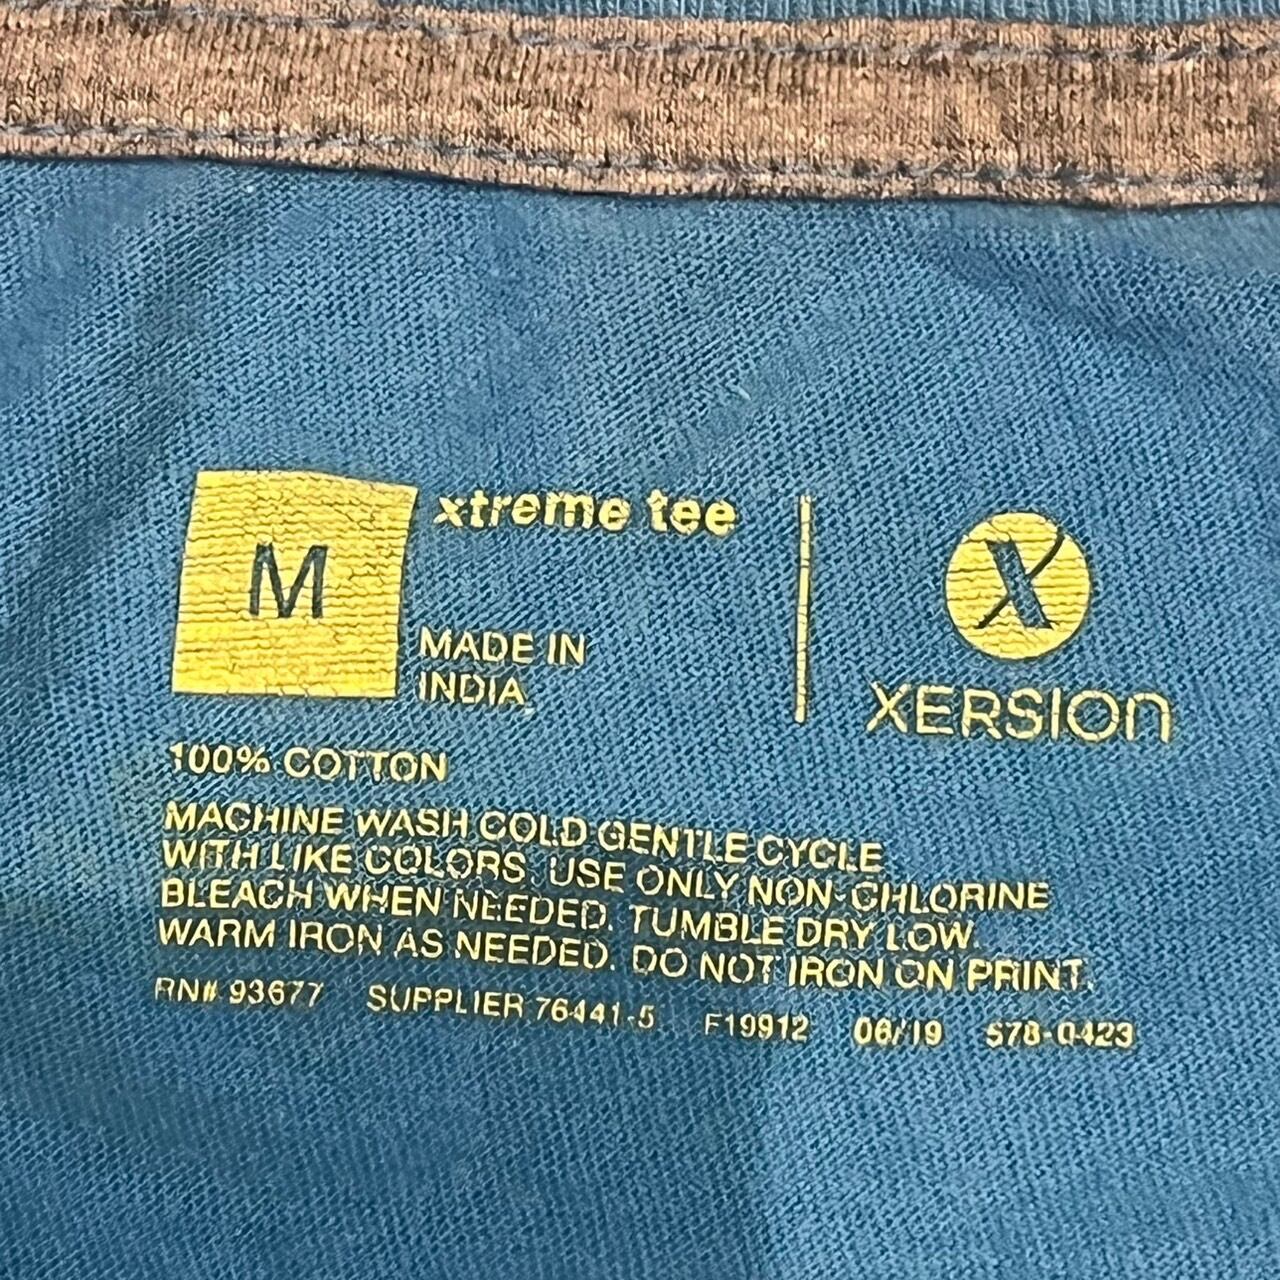 M
xtreme tee
MADE IN
INDIA
X
XERSION
100% COTTON
MACHINE WASH COLD GENTLE CYCLE
WITH LIKE COLORS. USE ONLY NON-CHLORINE
BLEACH WHEN NEEDED. TUMBLE DRY LOW.
WARM IRON AS NEEDED. DO NOT IRON ON PRINT.
RN# 93677 SUPPLIER 76441-5 F19912 06/19 578-0423